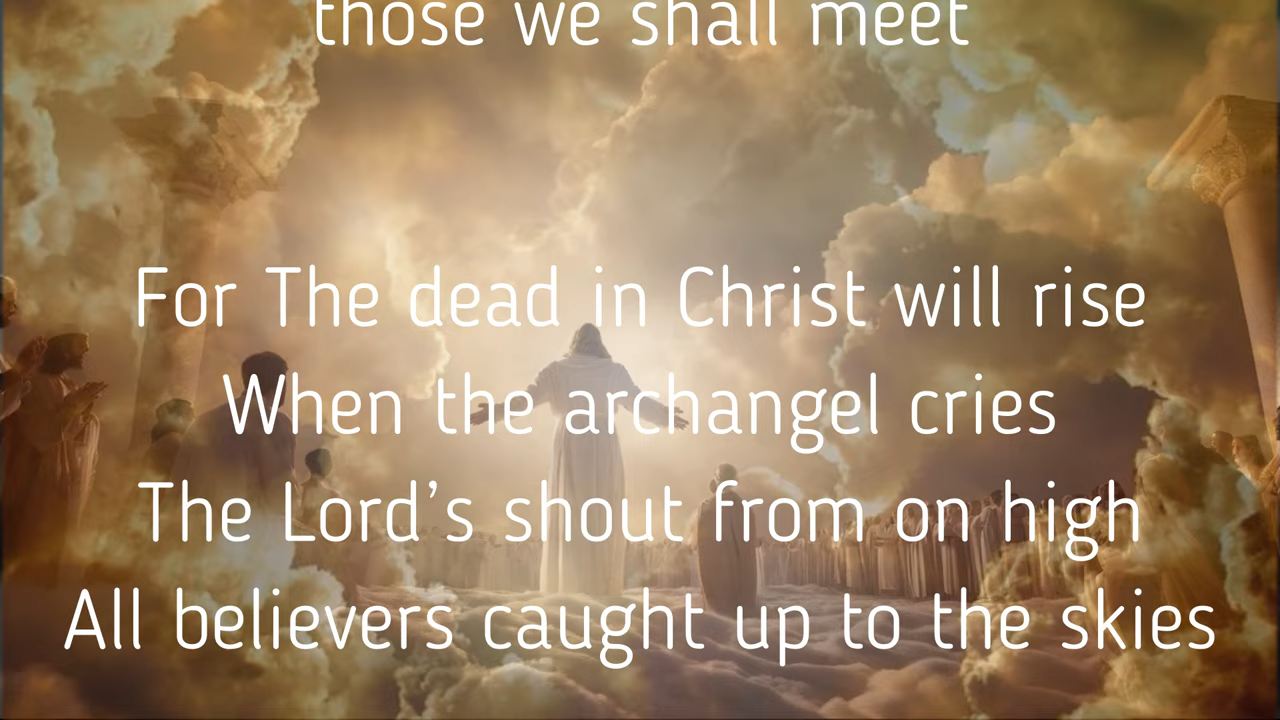 those we shall meet
For The dead in Christ will rise
When the archangel cries
The Lord’s shout from on high
All believers caught up to the skies